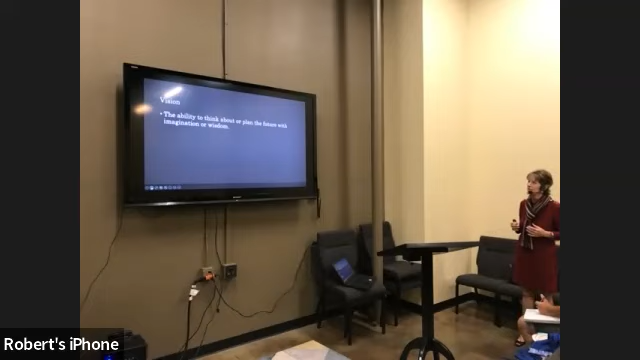 Vision
• The ability to think about or plan the future with
imagination or wisdom.
Robert's iPhone